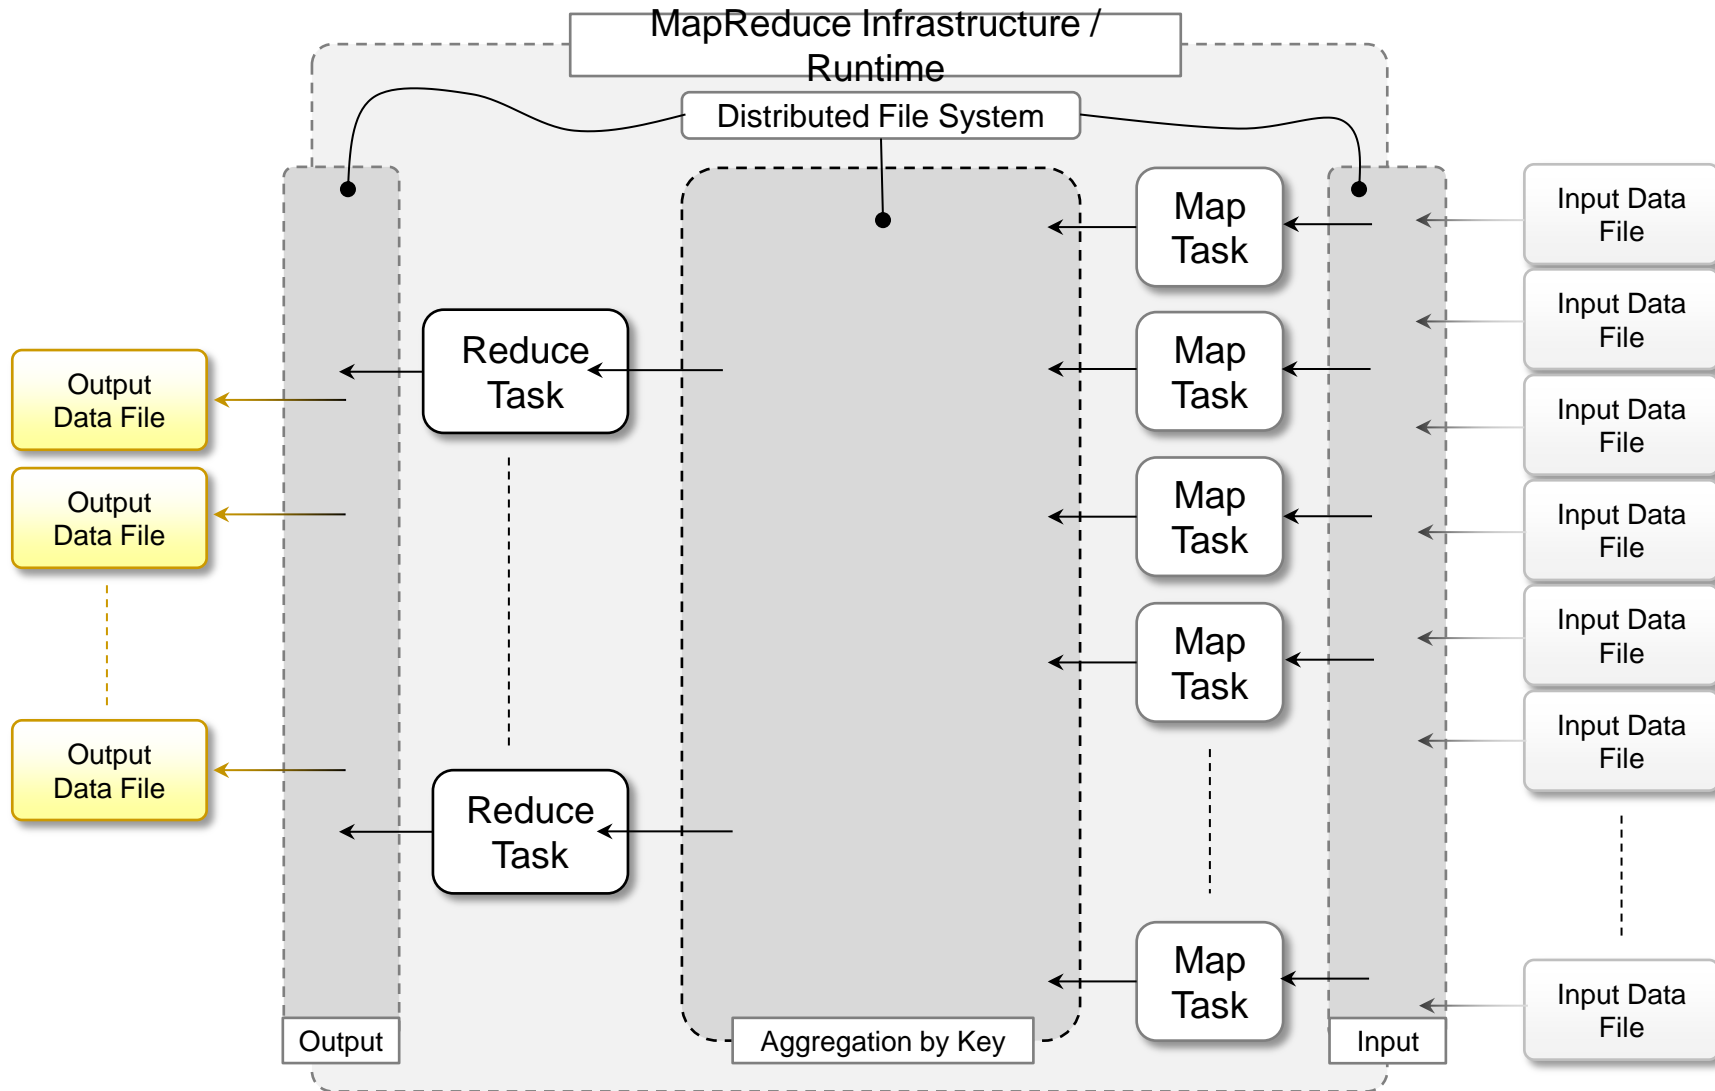 MapReduce Infrastructure /
Runtime
Distributed File System
Output
Data File
Output
Data File
Output
Data File
Reduce
Task
Reduce
Task
Map
Task
Map
Task
Map
Task
Map
Task
Map
Task
Input Data
File
Input Data
File
Input Data
File
Input Data
File
Input Data
File
Input Data
File
Input Data
File
Output
Aggregation by Key
Input